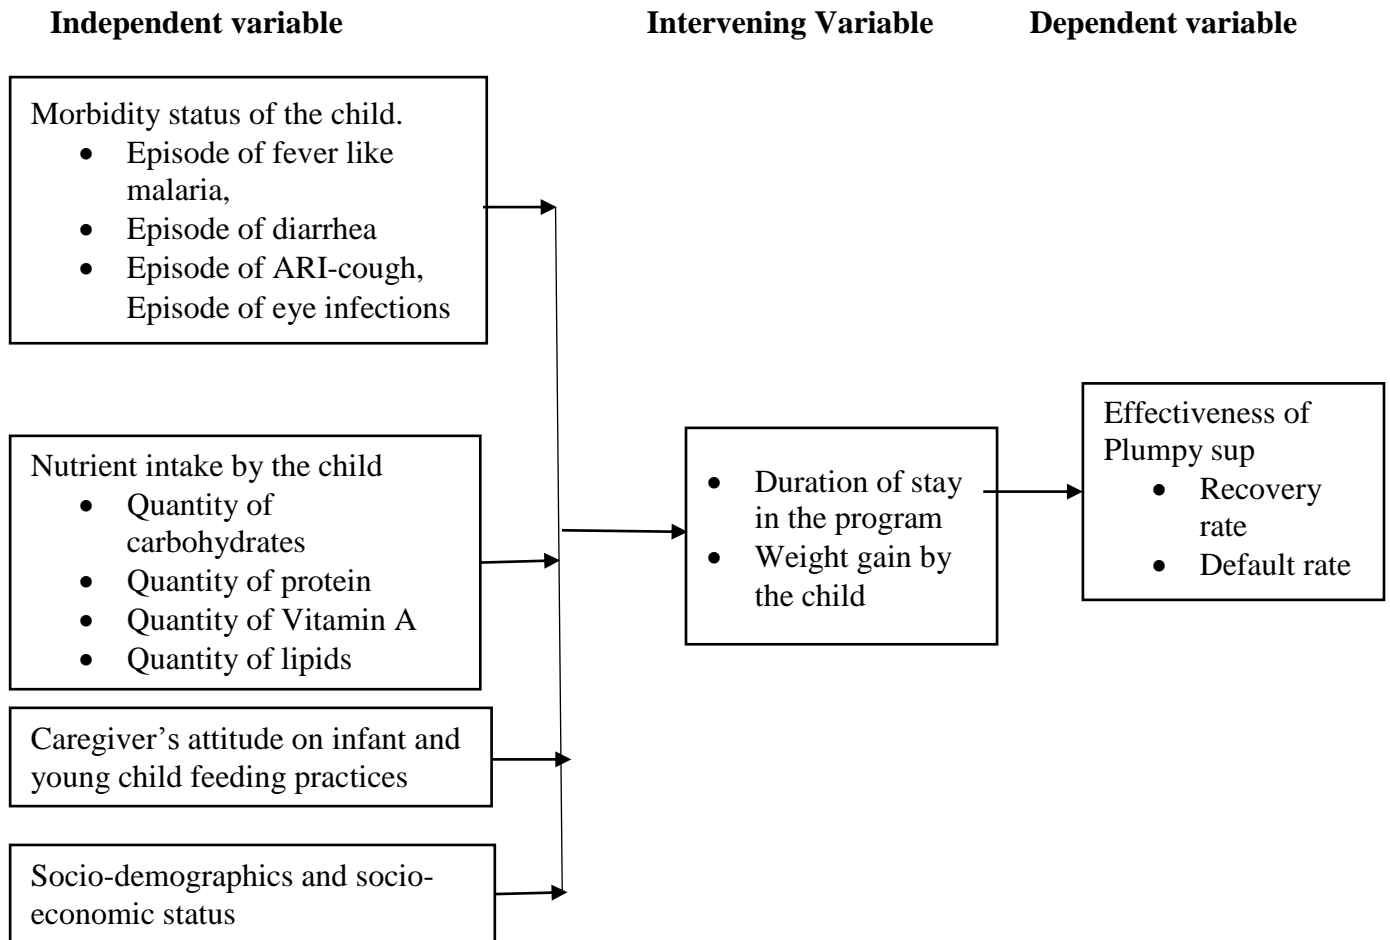 Independent variable
Intervening Variable
Dependent variable
Morbidity status of the child.
• Episode of fever like
malaria,
• Episode of diarrhea
• Episode of ARI-cough,
Episode of eye infections
Nutrient intake by the child
• Quantity of
carbohydrates
• Quantity of protein
• Quantity of Vitamin A
• Quantity of lipids
Caregiver’s attitude on infant and
young child feeding practices
Socio-demographics and socio-
economic status
• Duration of stay
in the program
• Weight gain by
the child
Effectiveness of
Plumpy sup
• Recovery
rate
• Default rate